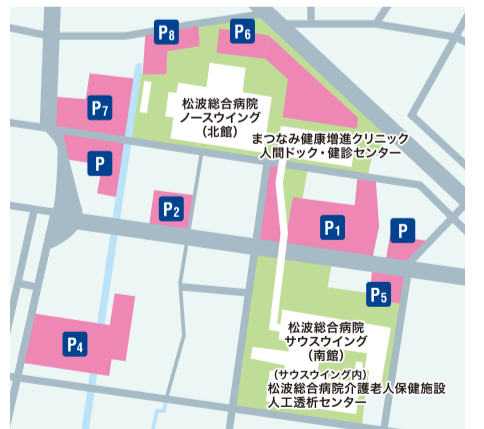 P8
P6
松波総合病院
ノースウイング
（北館）
P7
まつなみ健康増進クリニック
人間ドック・健診センター
P
P2
P1
P
P5
松波総合病院
サウスウイング
（南館）
P4
（サウスウイング内）
松波総合病院介護老人保健施設
人工透析センター